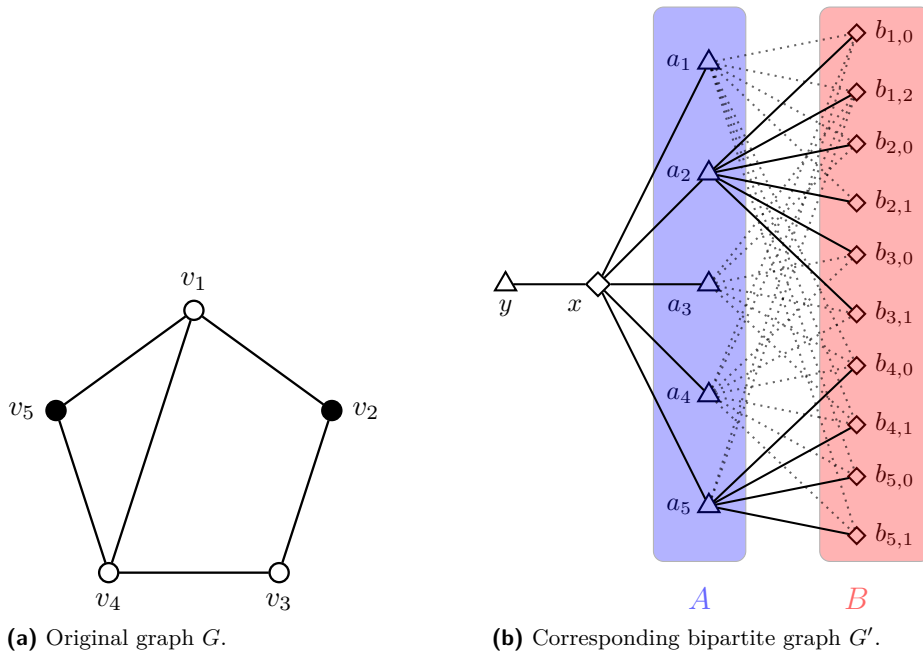 v₁
v₅
v₂
v₄
v₃
(a) Original graph G.
b₁,₀
a₁
b₁,₂
b₂,₀
a₂
b₂,₁
b₃,₀
y
x
a₃
b₃,₁
b₄,₀
a₄
b₄,₁
b₅,₀
a₅
b₅,₁
A
B
(b) Corresponding bipartite graph G′.